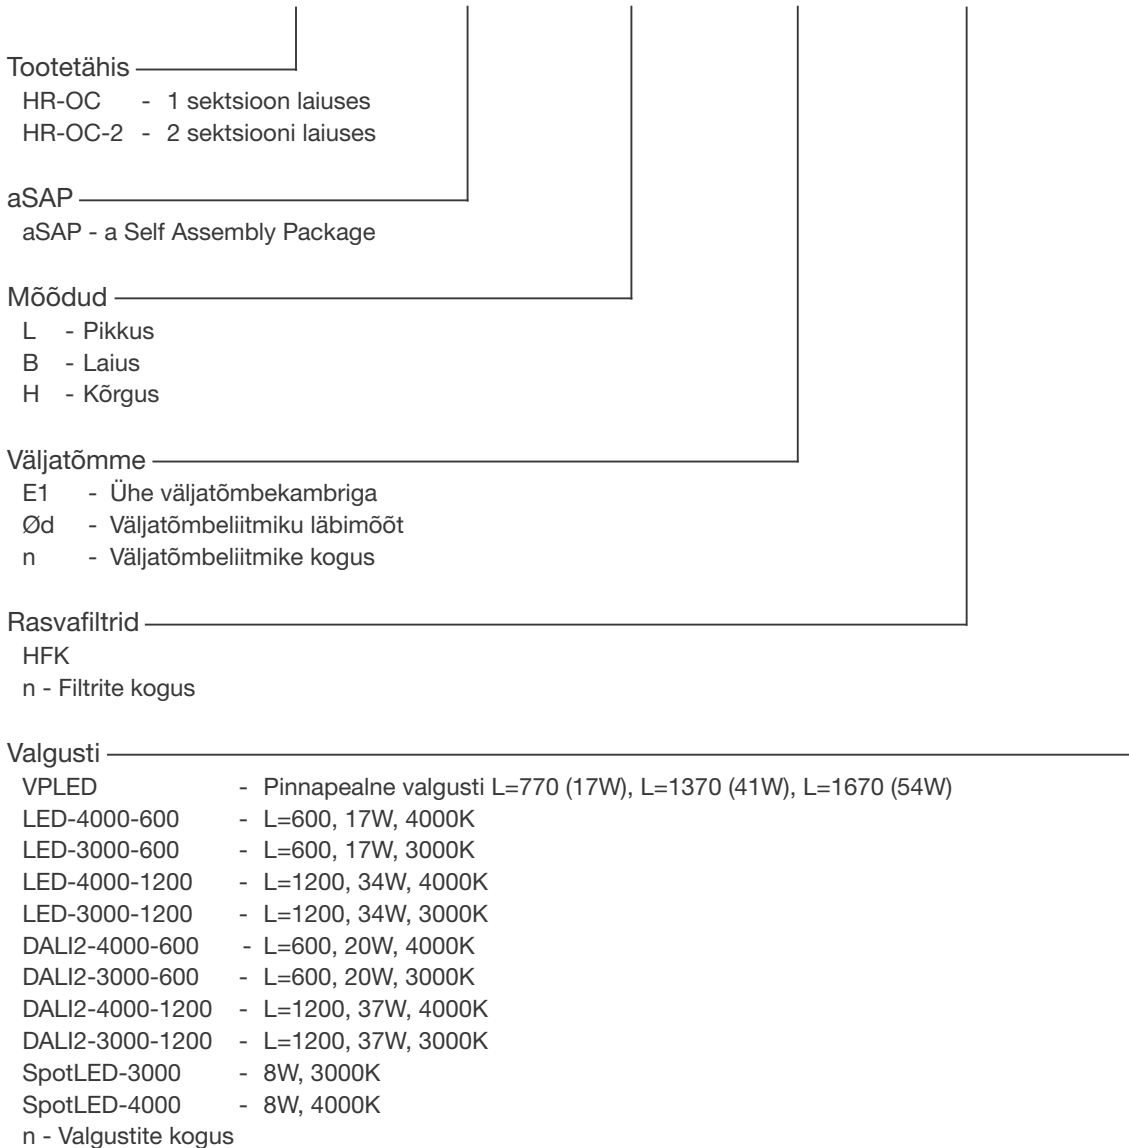 Tootetähis
HR-OC - 1 sektsioon laiuses
HR-OC-2 - 2 sektsiooni laiuses
aSAP
aSAP - a Self Assembly Package
Mõõdud
L - Pikkus
B - Laius
H - Kõrgus
Väljatõmme
E1 - Ühe väljatõmbekambriga
Ød - Väljatõmbeliitmiku läbimõõt
n - Väljatõmbeliitmike kogus
Rasvafiltrid
HFK
n - Filtrite kogus
Valgusti
VPLED - Pinnapealne valgusti L=770 (17W), L=1370 (41W), L=1670 (54W)
LED-4000-600 - L=600, 17W, 4000K
LED-3000-600 - L=600, 17W, 3000K
LED-4000-1200 - L=1200, 34W, 4000K
LED-3000-1200 - L=1200, 34W, 3000K
DALI2-4000-600 - L=600, 20W, 4000K
DALI2-3000-600 - L=600, 20W, 3000K
DALI2-4000-1200 - L=1200, 37W, 4000K
DALI2-3000-1200 - L=1200, 37W, 3000K
SpotLED-3000 - 8W, 3000K
SpotLED-4000 - 8W, 4000K
n - Valgustite kogus